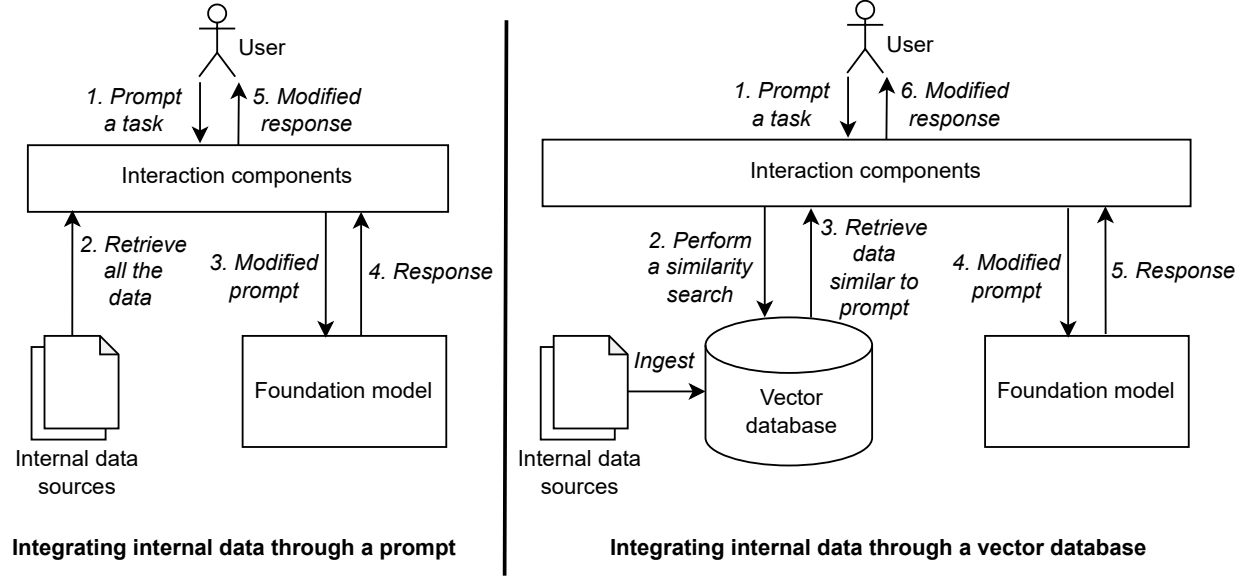 User
1. Prompt
a task
5. Modified
response
Interaction components
2. Retrieve
all the
data
3. Modified
prompt
4. Response
Foundation model
Internal data
sources
Integrating internal data through a prompt
User
1. Prompt
a task
6. Modified
response
Interaction components
2. Perform
a similarity
search
3. Retrieve
data
similar to
prompt
4. Modified
prompt
5. Response
Ingest
Vector
database
Foundation model
Internal data
sources
Integrating internal data through a vector database